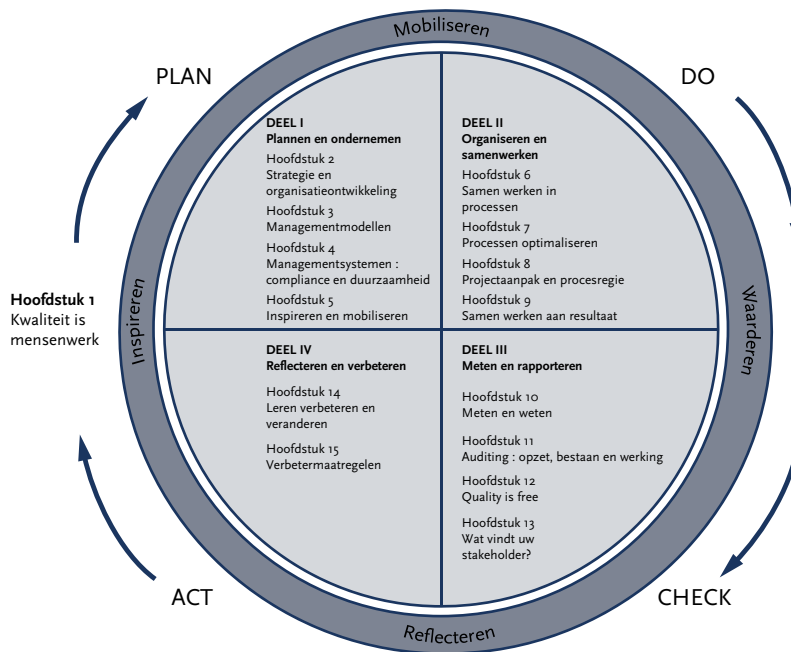 Mobiliseren
PLAN
DO
DEEL I
Plannen en ondernemen
Hoofdstuk 2
Strategie en
organisatieontwikkeling
Hoofdstuk 3
Managementmodellen
Hoofdstuk 4
Managementsystemen :
compliance en duurzaamheid
Hoofdstuk 5
Inspireren en mobiliseren
DEEL II
Organiseren en
samenwerken
Hoofdstuk 6
Samen werken in
processen
Hoofdstuk 7
Processen optimaliseren
Hoofdstuk 8
Projectaanpak en procesregie
Hoofdstuk 9
Samen werken aan resultaat
Hoofdstuk 1
Kwaliteit is
mensenwerk
Inspireren
Waarderen
DEEL IV
Reflecteren en verbeteren
Hoofdstuk 14
Leren verbeteren en
veranderen
Hoofdstuk 15
Verbetermaatregelen
DEEL III
Meten en rapporteren
Hoofdstuk 10
Meten en weten
Hoofdstuk 11
Auditing : opzet, bestaan en werking
Hoofdstuk 12
Quality is free
Hoofdstuk 13
Wat vindt uw
stakeholder?
ACT
CHECK
Reflecteren